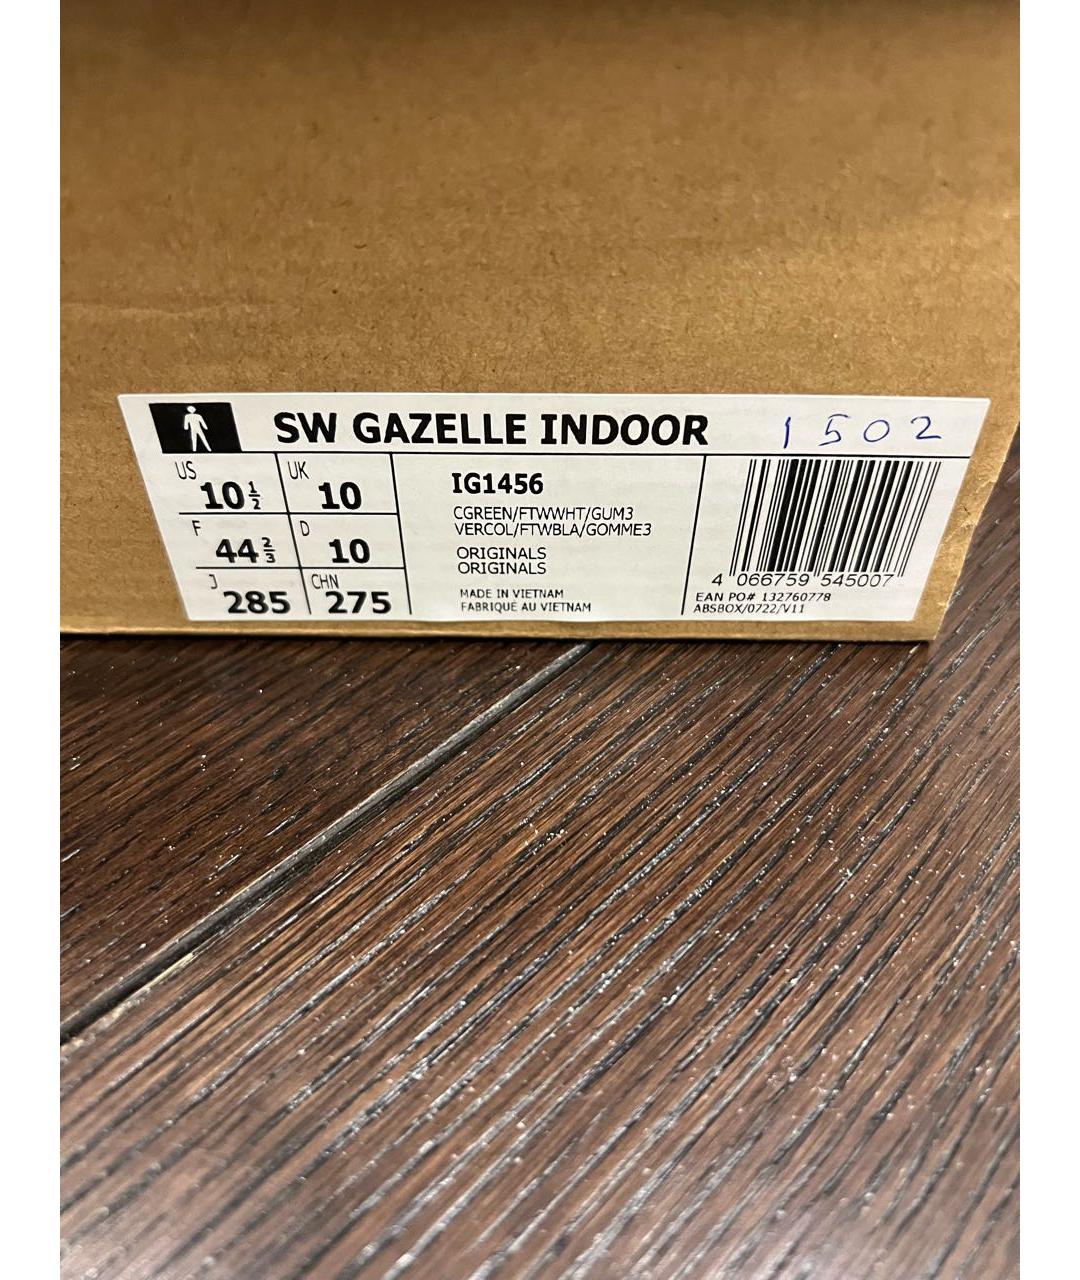 SW GAZELLE INDOOR 1502
US 10½ UK 10
F 44⅔ D 10
J 285 CHN 275
IG1456
CGREEN/FTWWHT/GUM3
VERCOL/FTWBLA/GOMME3
ORIGINALS
ORIGINALS
MADE IN VIETNAM
FABRIQUÉ AU VIETNAM
4 066759 545007
EAN PO# 132760778
ABSBOX/0722/V11